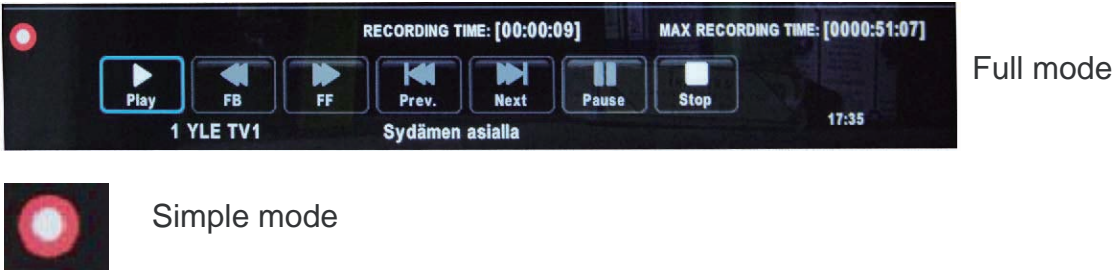 RECORDING TIME: [00:00:09] MAX RECORDING TIME: [0000:51:07]
Full mode
Play FB FF Prev. Next Pause Stop
17:35
1 YLE TV1 Sydämen asialla
Simple mode